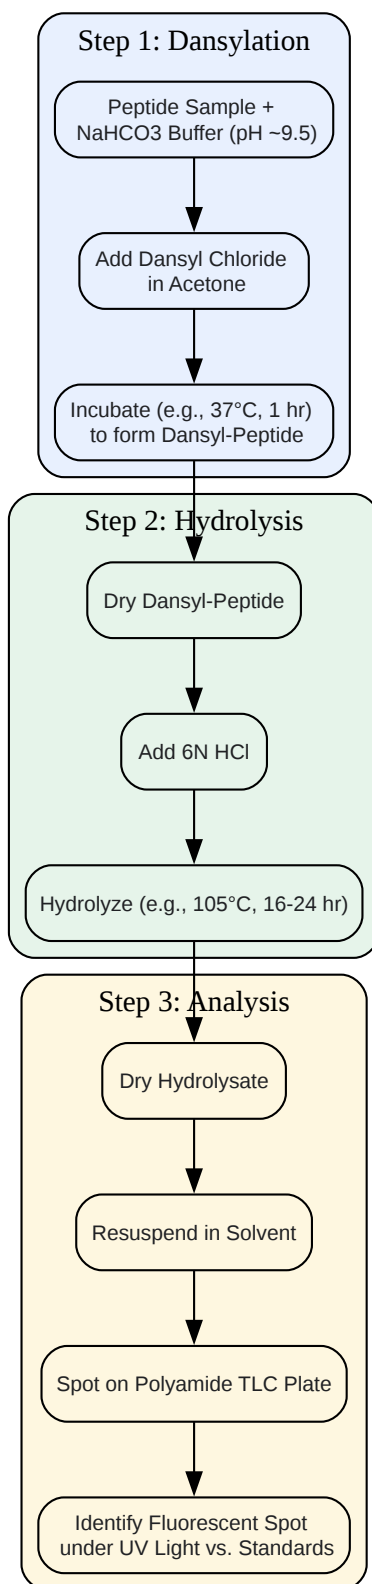 Step 1: Dansylation
Peptide Sample +
NaHCO3 Buffer (pH ~9.5)
Add Dansyl Chloride
in Acetone
Incubate (e.g., 37°C, 1 hr)
to form Dansyl-Peptide
Step 2: Hydrolysis
Dry Dansyl-Peptide
Add 6N HCl
Hydrolyze (e.g., 105°C, 16-24 hr)
Step 3: Analysis
Dry Hydrolysate
Resuspend in Solvent
Spot on Polyamide TLC Plate
Identify Fluorescent Spot
under UV Light vs. Standards